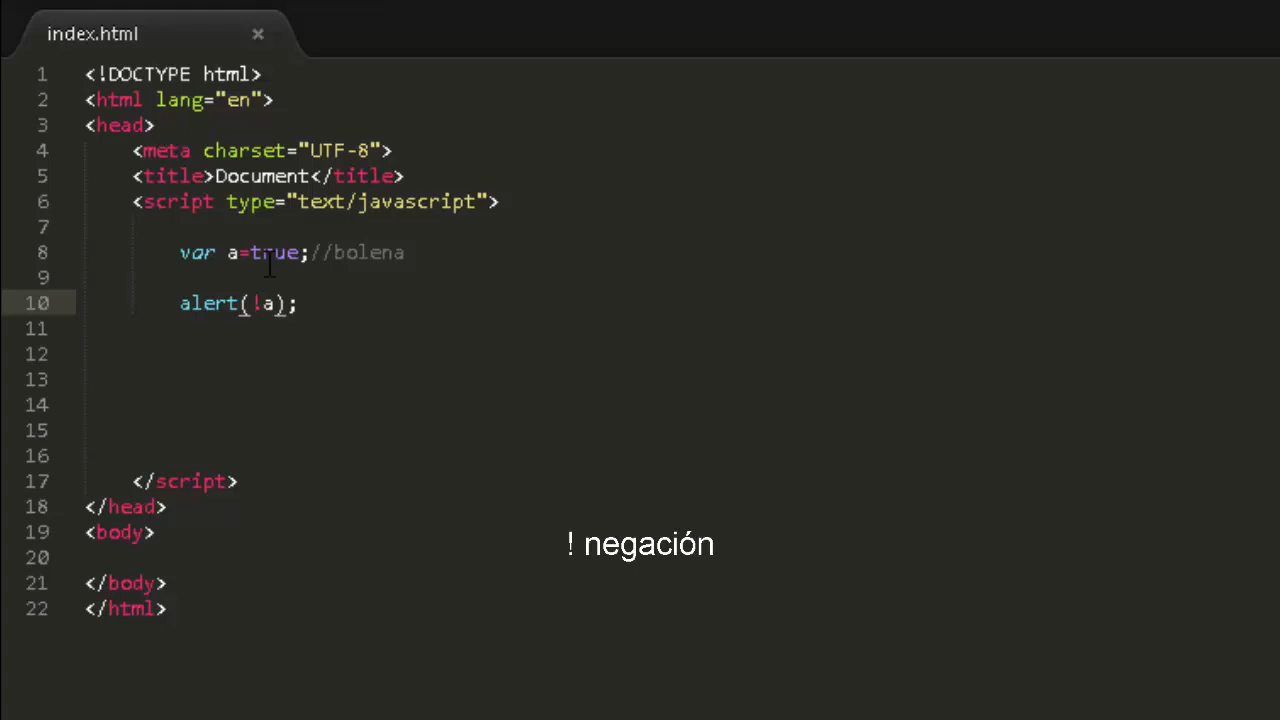 index.html ×
1 <!DOCTYPE html>
2 <html lang="en">
3 <head>
4 <meta charset="UTF-8">
5 <title>Document</title>
6 <script type="text/javascript">
7
8 var a=true;//bolena
9
10 alert(!a);
11
12
13
14
15
16
17 </script>
18 </head>
19 <body>
20
21 </body>
22 </html>
! negación